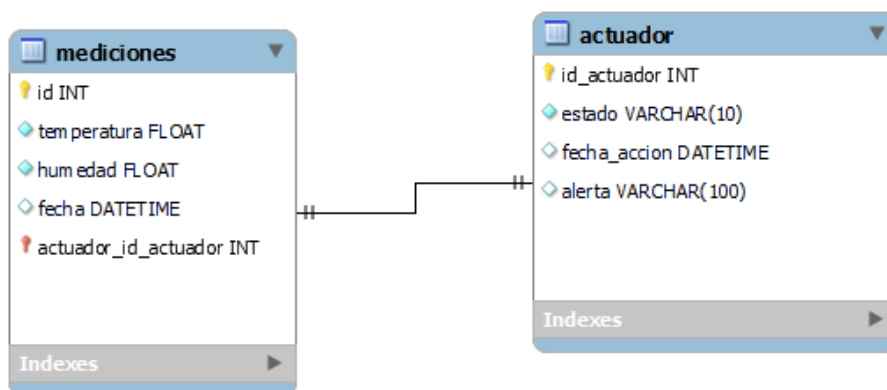 mediciones
id INT
temperatura FLOAT
humedad FLOAT
fecha DATETIME
actuador_id_actuador INT
Indexes
actuador
id_actuador INT
estado VARCHAR(10)
fecha_accion DATETIME
alerta VARCHAR(100)
Indexes